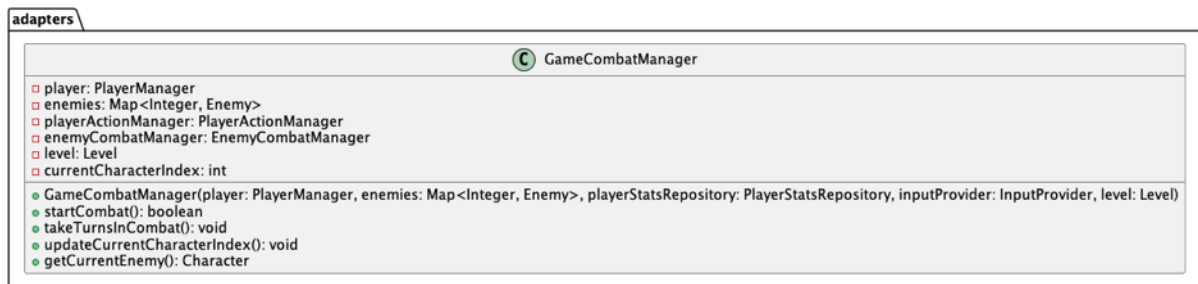 adapters
C GameCombatManager
player: PlayerManager
enemies: Map<Integer, Enemy>
playerActionManager: PlayerActionManager
enemyCombatManager: EnemyCombatManager
level: Level
currentCharacterIndex: int
GameCombatManager(player: PlayerManager, enemies: Map<Integer, Enemy>, playerStatsRepository: PlayerStatsRepository, inputProvider: InputProvider, level: Level)
startCombat(): boolean
takeTurnsInCombat(): void
updateCurrentCharacterIndex(): void
getCurrentEnemy(): Character